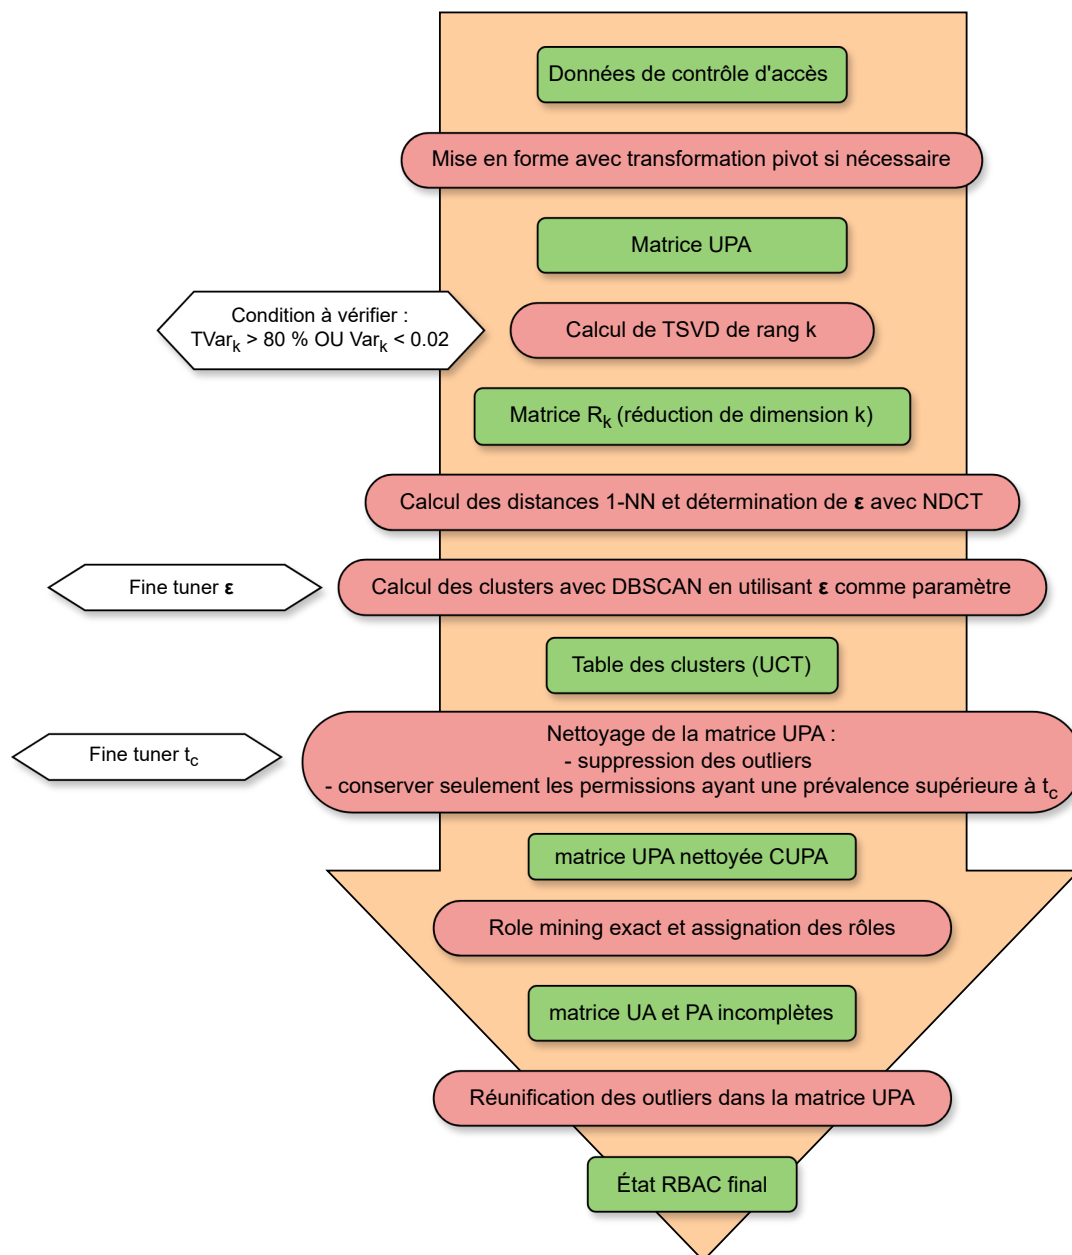 Données de contrôle d'accès
Mise en forme avec transformation pivot si nécessaire
Matrice UPA
Condition à vérifier :
TVar_k > 80 % OU Var_k < 0.02
Calcul de TSVD de rang k
Matrice R_k (réduction de dimension k)
Calcul des distances 1-NN et détermination de ε avec NDCT
Fine tuner ε
Calcul des clusters avec DBSCAN en utilisant ε comme paramètre
Table des clusters (UCT)
Fine tuner t_c
Nettoyage de la matrice UPA :
- suppression des outliers
- conserver seulement les permissions ayant une prévalence supérieure à t_c
matrice UPA nettoyée CUPA
Role mining exact et assignation des rôles
matrice UA et PA incomplètes
Réunification des outliers dans la matrice UPA
État RBAC final